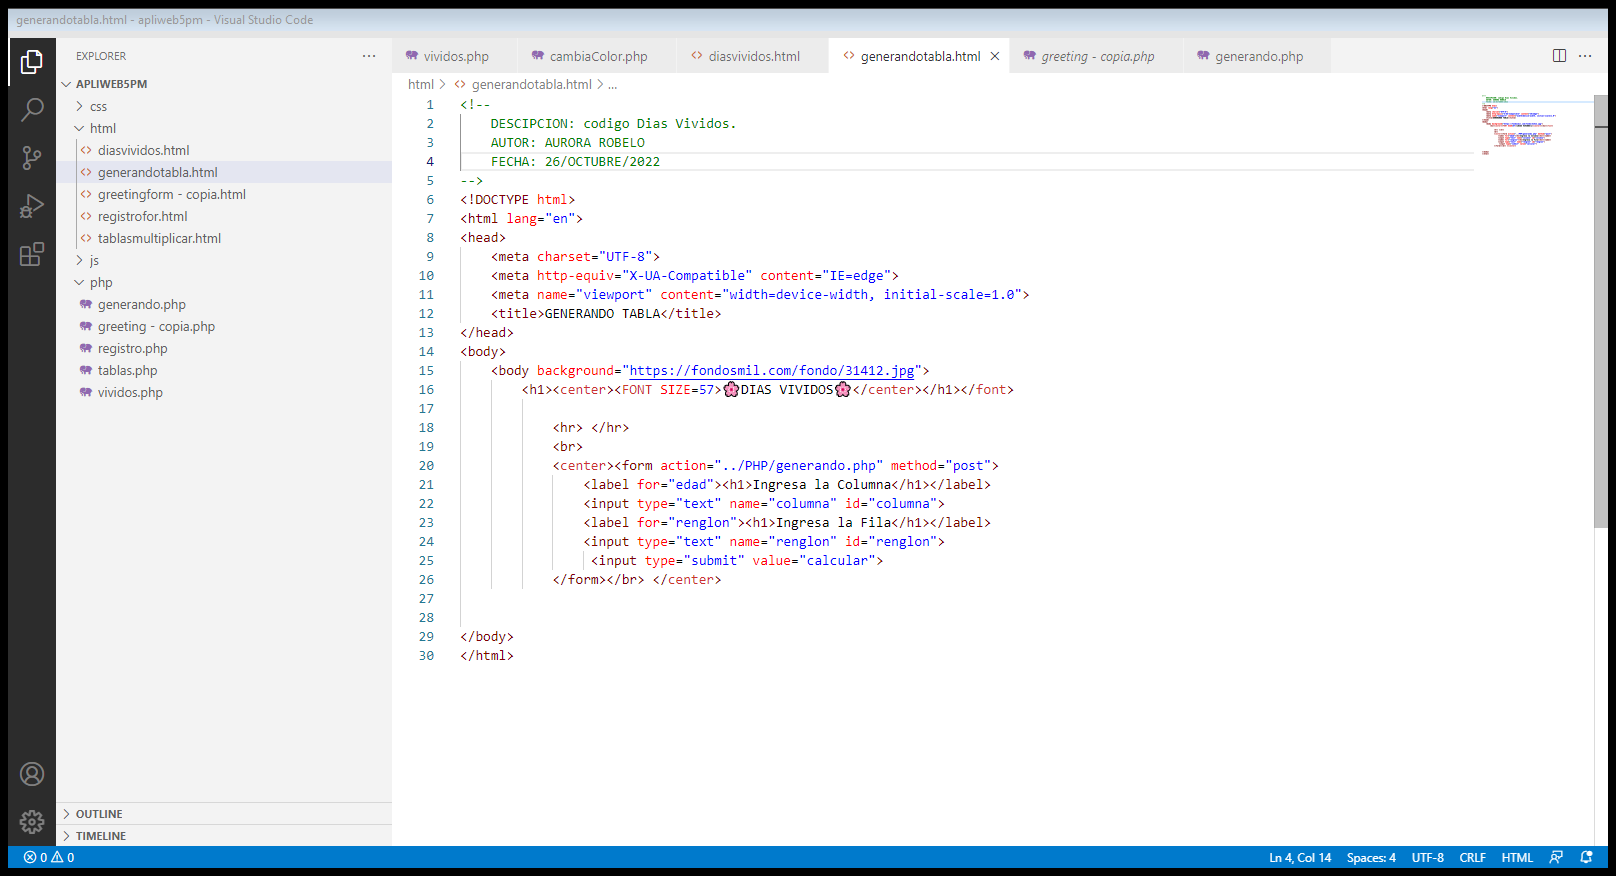 generandotabla.html - apliweb5pm - Visual Studio Code
EXPLORER
APLIWEB5PM
css
html
diasvividos.html
generandotabla.html
greetingform - copia.html
registrofor.html
tablasmultiplicar.html
js
php
generando.php
greeting - copia.php
registro.php
tablas.php
vividos.php
OUTLINE
TIMELINE
vividos.php cambiaColor.php diasvividos.html generandotabla.html greeting - copia.php generando.php
html > generandotabla.html > ...
1 <!--
2 DESCIPCION: codigo Dias Vividos.
3 AUTOR: AURORA ROBELO
4 FECHA: 26/OCTUBRE/2022
5 -->
6 <!DOCTYPE html>
7 <html lang="en">
8 <head>
9 <meta charset="UTF-8">
10 <meta http-equiv="X-UA-Compatible" content="IE=edge">
11 <meta name="viewport" content="width=device-width, initial-scale=1.0">
12 <title>GENERANDO TABLA</title>
13 </head>
14 <body>
15 <body background="https://fondosmil.com/fondo/31412.jpg">
16 <h1><center><FONT SIZE=57>🌸DIAS VIVIDOS🌸</center></h1></font>
17
18 <hr> </hr>
19 <br>
20 <center><form action="../PHP/generando.php" method="post">
21 <label for="edad"><h1>Ingresa la Columna</h1></label>
22 <input type="text" name="columna" id="columna">
23 <label for="renglon"><h1>Ingresa la Fila</h1></label>
24 <input type="text" name="renglon" id="renglon">
25 <input type="submit" value="calcular">
26 </form></br> </center>
27
28
29 </body>
30 </html>
0 0 Ln 4, Col 14 Spaces: 4 UTF-8 CRLF HTML